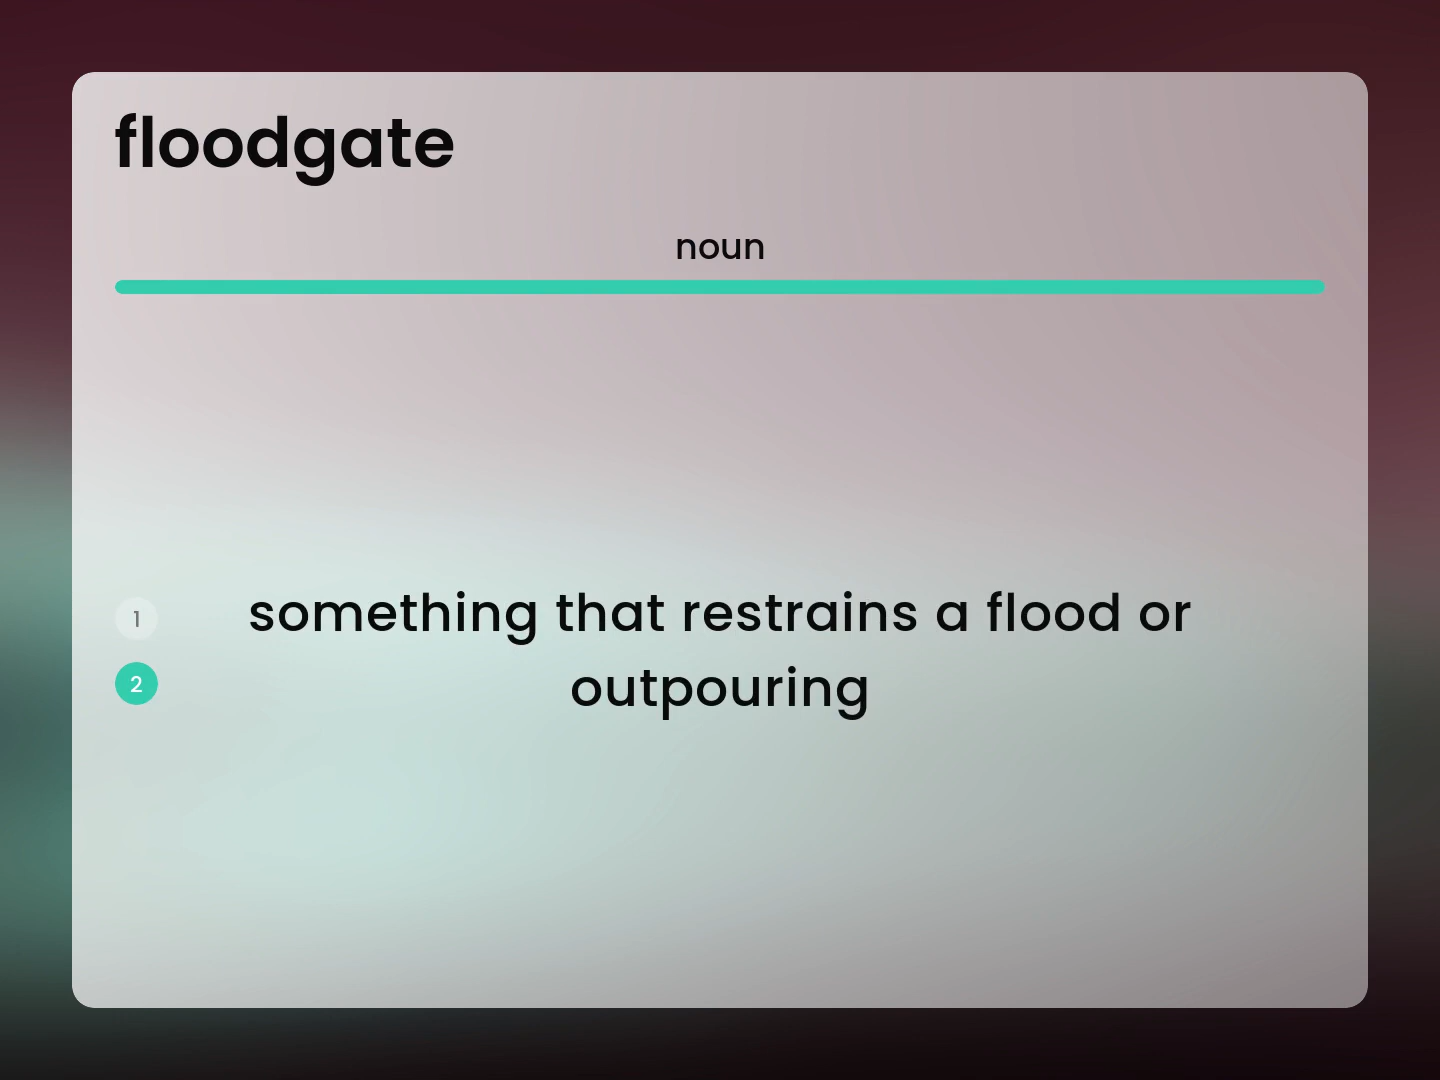 floodgate
noun
1
2
something that restrains a flood or
outpouring